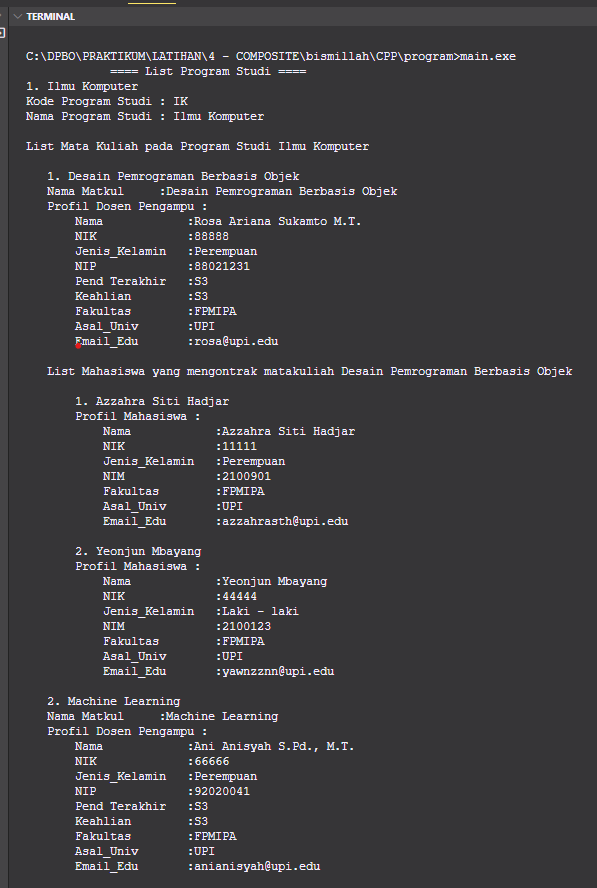 TERMINAL
C:\DPBO\PRAKTIKUM\LATIHAN\4 - COMPOSITE\bismillah\CPP\program>main.exe
==== List Program Studi ====
1. Ilmu Komputer
Kode Program Studi : IK
Nama Program Studi : Ilmu Komputer
List Mata Kuliah pada Program Studi Ilmu Komputer
1. Desain Pemrograman Berbasis Objek
Nama Matkul     :Desain Pemrograman Berbasis Objek
Profil Dosen Pengampu :
Nama            :Rosa Ariana Sukamto M.T.
NIK             :88888
Jenis_Kelamin   :Perempuan
NIP             :88021231
Pend Terakhir   :S3
Keahlian        :S3
Fakultas        :FPMIPA
Asal_Univ       :UPI
Email_Edu       :rosa@upi.edu
List Mahasiswa yang mengontrak matakuliah Desain Pemrograman Berbasis Objek
1. Azzahra Siti Hadjar
Profil Mahasiswa :
Nama            :Azzahra Siti Hadjar
NIK             :11111
Jenis_Kelamin   :Perempuan
NIM             :2100901
Fakultas        :FPMIPA
Asal_Univ       :UPI
Email_Edu       :azzahrasth@upi.edu
2. Yeonjun Mbayang
Profil Mahasiswa :
Nama            :Yeonjun Mbayang
NIK             :44444
Jenis_Kelamin   :Laki - laki
NIM             :2100123
Fakultas        :FPMIPA
Asal_Univ       :UPI
Email_Edu       :yawnzznn@upi.edu
2. Machine Learning
Nama Matkul     :Machine Learning
Profil Dosen Pengampu :
Nama            :Ani Anisyah S.Pd., M.T.
NIK             :66666
Jenis_Kelamin   :Perempuan
NIP             :92020041
Pend Terakhir   :S3
Keahlian        :S3
Fakultas        :FPMIPA
Asal_Univ       :UPI
Email_Edu       :anianisyah@upi.edu